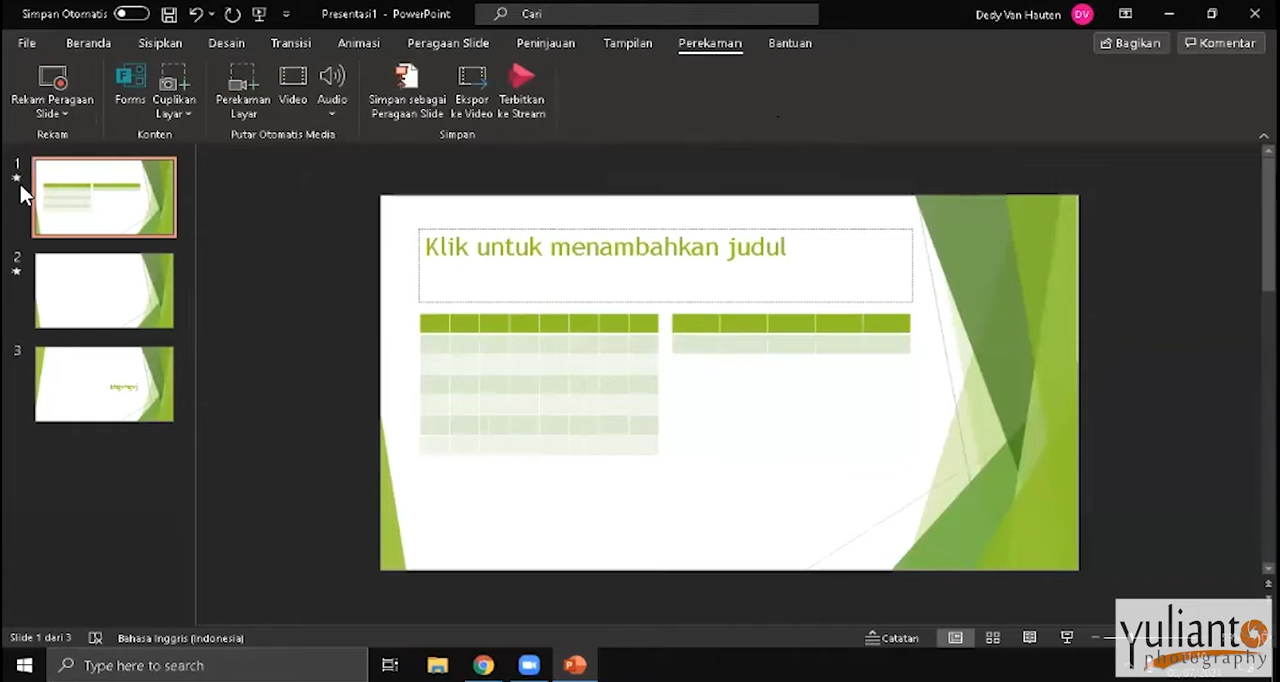 Simpan Otomatis
Presentasi1 - PowerPoint
Cari
Dedy Van Hauten
DV
File Beranda Sisipkan Desain Transisi Animasi Peragaan Slide Peninjauan Tampilan Perekaman Bantuan
Bagikan
Komentar
Rekam Peragaan
Slide
Rekam
Forms
Cuplikan
Layar
Konten
Perekaman
Layar
Video
Audio
Putar Otomatis Media
Simpan sebagai
Peragaan Slide
Ekspor
ke Video
Terbitkan
ke Stream
Simpan
1
2
3
Klik untuk menambahkan judul
Slide 1 dari 3
Bahasa Inggris (Indonesia)
Catatan
Type here to search
yulianto
photography